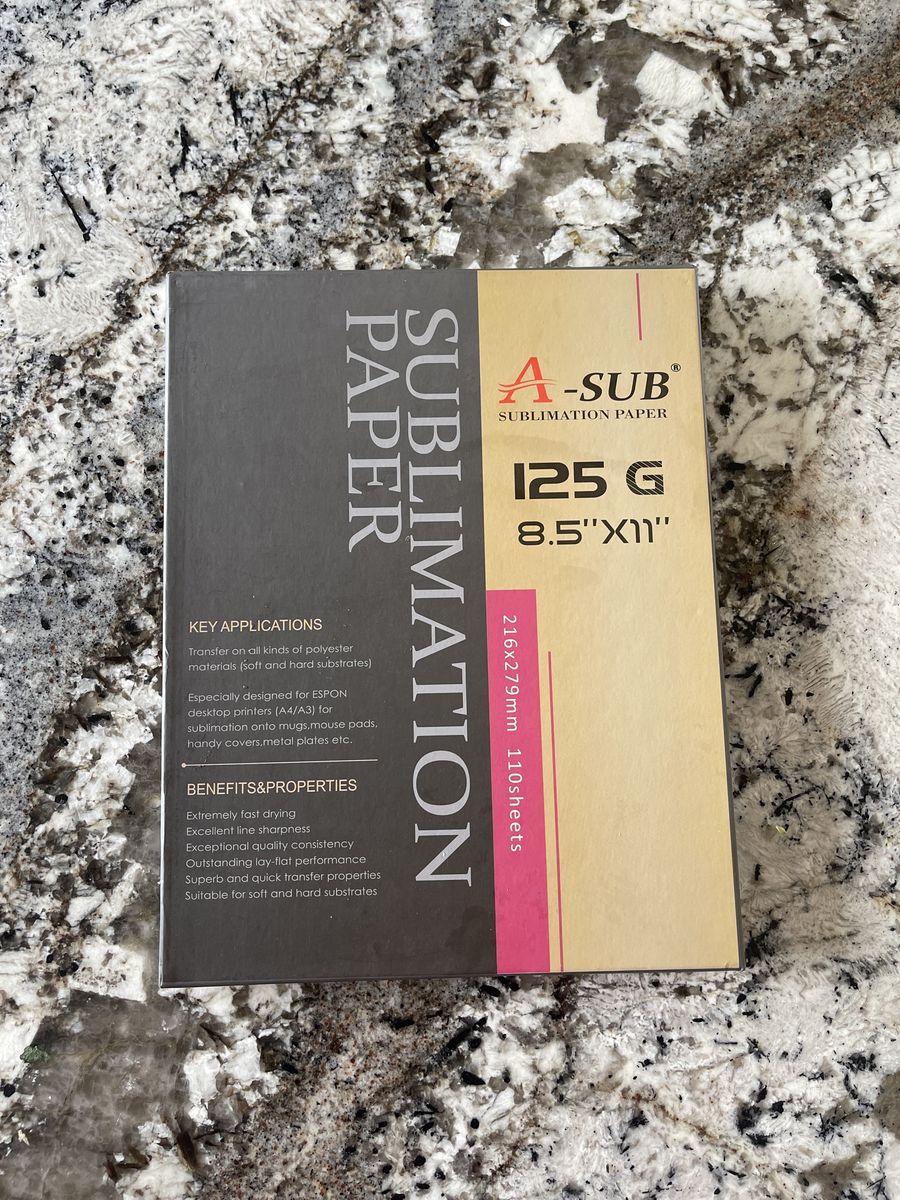 SUBLIMATION
PAPER
A-SUB®
SUBLIMATION PAPER
125 G
8.5"X11"
216x279mm 110sheets
KEY APPLICATIONS
Transfer on all kinds of polyester
materials (soft and hard substrates)
Especially designed for ESPON
desktop printers (A4/A3) for
sublimation onto mugs,mouse pads,
handy covers,metal plates etc.
BENEFITS&PROPERTIES
Extremely fast drying
Excellent line sharpness
Exceptional quality consistency
Outstanding lay-flat performance
Superb and quick transfer properties
Suitable for soft and hard substrates